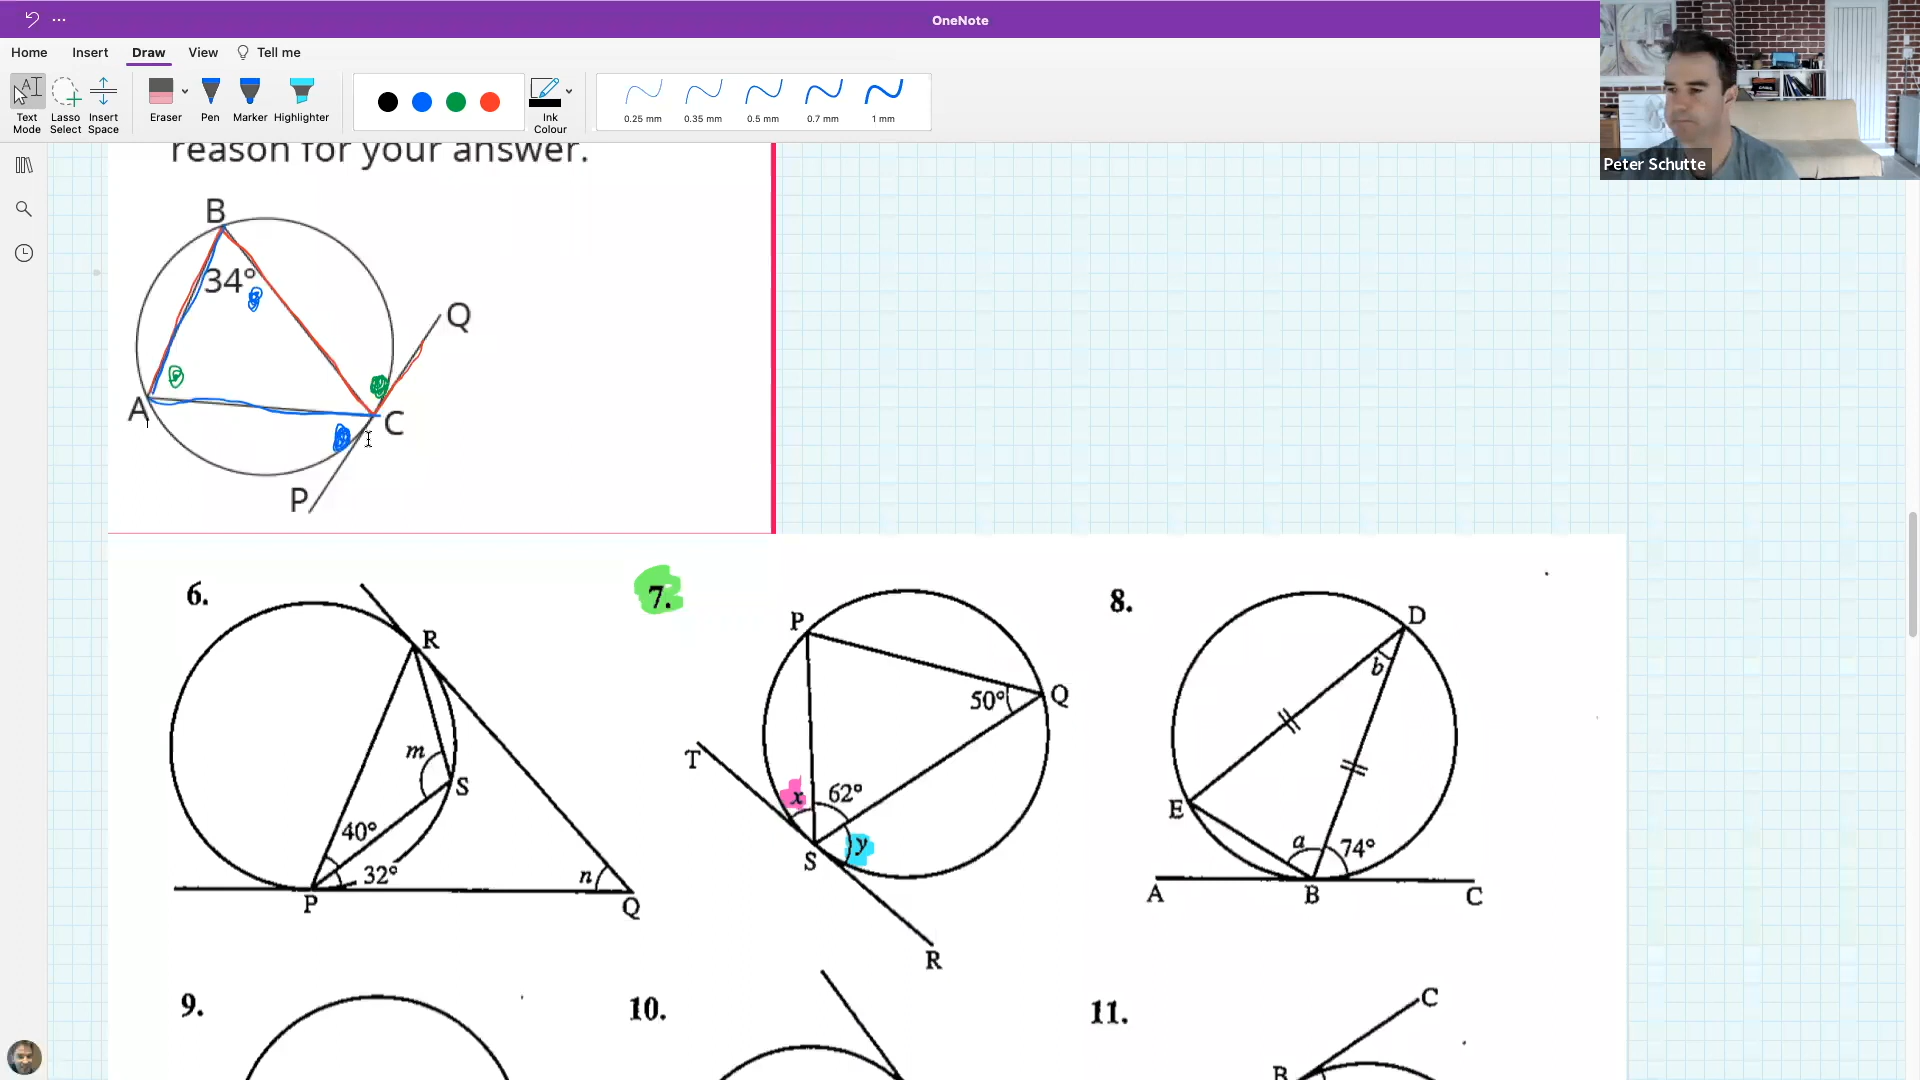 OneNote
Home Insert Draw View Tell me
Text Mode
Lasso Select
Insert Space
Eraser
Pen
Marker
Highlighter
Ink Colour
0.25 mm
0.35 mm
0.5 mm
0.7 mm
1 mm
Peter Schutte
reason for your answer.
B
34°
Q
A
C
P
6.
R
m
S
40°
32°
n
P
Q
7.
P
50°
Q
T
x
62°
y
S
R
8.
D
b
E
a
74°
A
B
C
9.
10.
11.
C
B